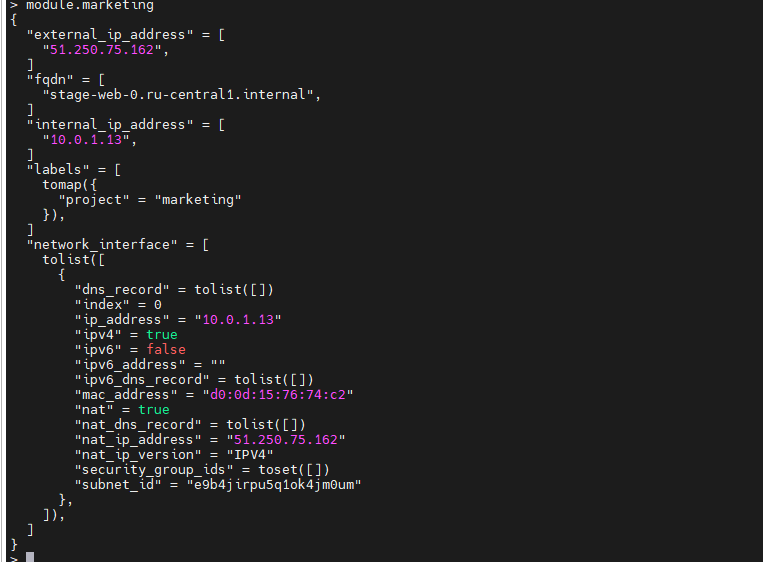 > module.marketing
{
  "external_ip_address" = [
    "51.250.75.162",
  ]
  "fqdn" = [
    "stage-web-0.ru-central1.internal",
  ]
  "internal_ip_address" = [
    "10.0.1.13",
  ]
  "labels" = [
    tomap({
      "project" = "marketing"
    }),
  ]
  "network_interface" = [
    tolist([
      {
        "dns_record" = tolist([])
        "index" = 0
        "ip_address" = "10.0.1.13"
        "ipv4" = true
        "ipv6" = false
        "ipv6_address" = ""
        "ipv6_dns_record" = tolist([])
        "mac_address" = "d0:0d:15:76:74:c2"
        "nat" = true
        "nat_dns_record" = tolist([])
        "nat_ip_address" = "51.250.75.162"
        "nat_ip_version" = "IPV4"
        "security_group_ids" = toset([])
        "subnet_id" = "e9b4jirpu5q1ok4jm0um"
      },
    ]),
  ]
}
>